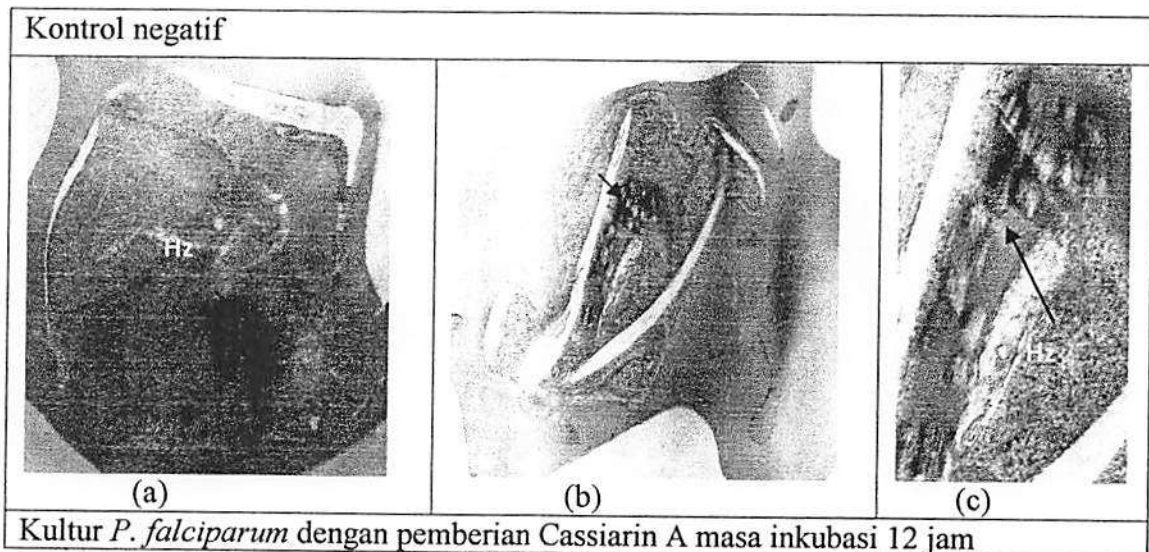 Kontrol negatif
Hz
Hz
(a)
(b)
(c)
Kultur P. falciparum dengan pemberian Cassiarin A masa inkubasi 12 jam